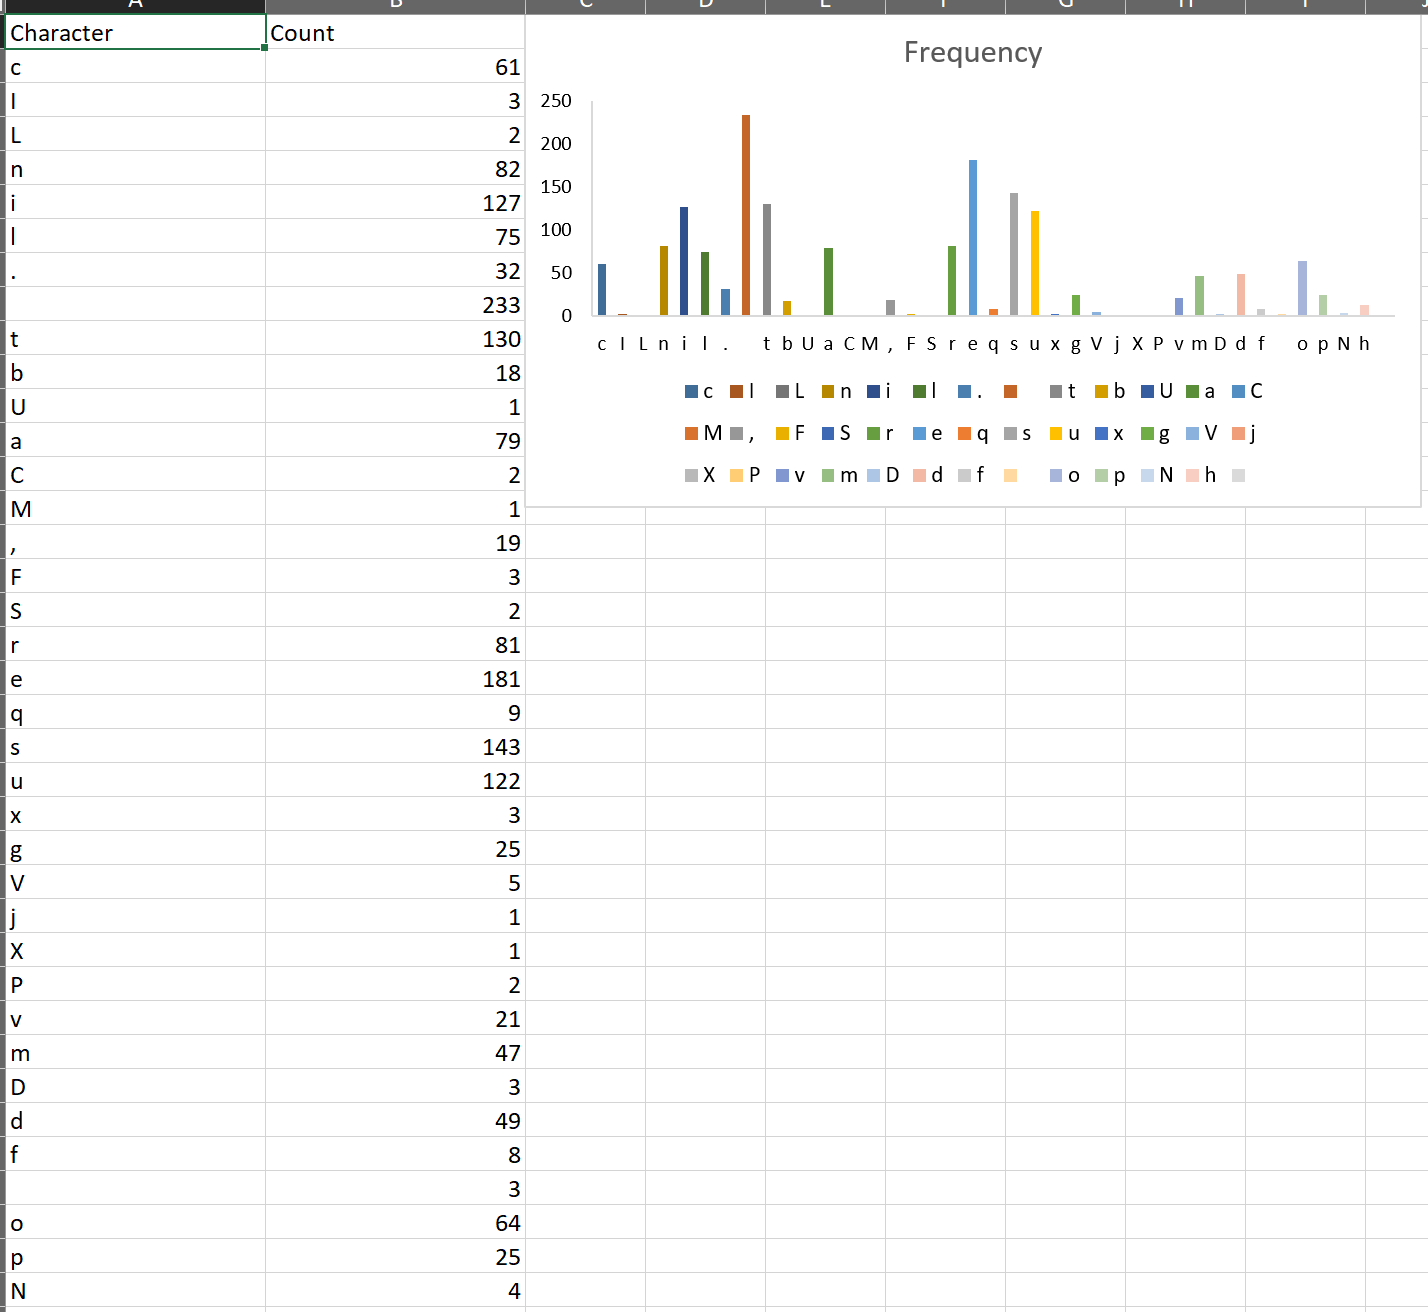 A B C D E F G H I
Character Count
c 61
I 3
L 2
n 82
i 127
l 75
. 32
233
t 130
b 18
U 1
a 79
C 2
M 1
, 19
F 3
S 2
r 81
e 181
q 9
s 143
u 122
x 3
g 25
V 5
j 1
X 1
P 2
v 21
m 47
D 3
d 49
f 8
3
o 64
p 25
N 4
Frequency
250
200
150
100
50
0
c I L n i l . t b U a C M , F S r e q s u x g V j X P v m D d f o p N h
c I L n i l . t b U a C
M , F S r e q s u x g V j
X P v m D d f o p N h